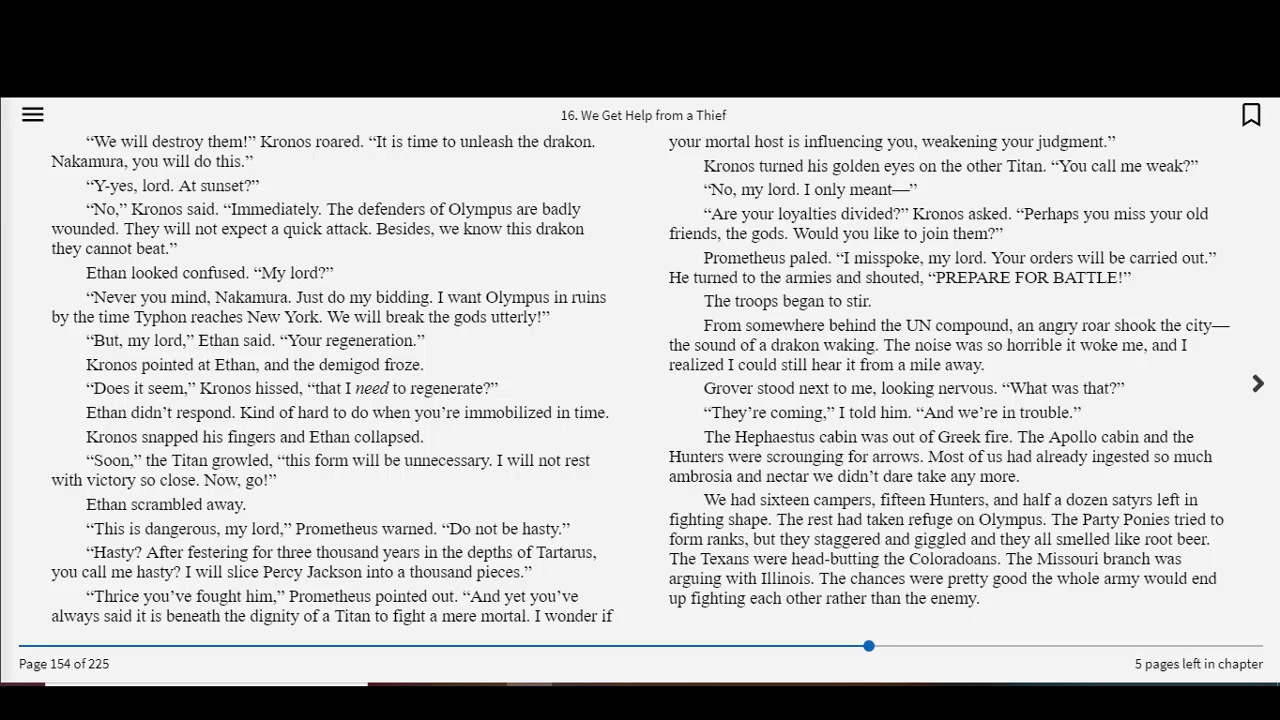 16. We Get Help from a Thief
“We will destroy them!” Kronos roared. “It is time to unleash the drakon.
Nakamura, you will do this.”
“Y-yes, lord. At sunset?”
“No,” Kronos said. “Immediately. The defenders of Olympus are badly
wounded. They will not expect a quick attack. Besides, we know this drakon
they cannot beat.”
Ethan looked confused. “My lord?”
“Never you mind, Nakamura. Just do my bidding. I want Olympus in ruins
by the time Typhon reaches New York. We will break the gods utterly!”
“But, my lord,” Ethan said. “Your regeneration.”
Kronos pointed at Ethan, and the demigod froze.
“Does it seem,” Kronos hissed, “that I need to regenerate?”
Ethan didn’t respond. Kind of hard to do when you’re immobilized in time.
Kronos snapped his fingers and Ethan collapsed.
“Soon,” the Titan growled, “this form will be unnecessary. I will not rest
with victory so close. Now, go!”
Ethan scrambled away.
“This is dangerous, my lord,” Prometheus warned. “Do not be hasty.”
“Hasty? After festering for three thousand years in the depths of Tartarus,
you call me hasty? I will slice Percy Jackson into a thousand pieces.”
“Thrice you’ve fought him,” Prometheus pointed out. “And yet you’ve
always said it is beneath the dignity of a Titan to fight a mere mortal. I wonder if
your mortal host is influencing you, weakening your judgment.”
Kronos turned his golden eyes on the other Titan. “You call me weak?”
“No, my lord. I only meant—”
“Are your loyalties divided?” Kronos asked. “Perhaps you miss your old
friends, the gods. Would you like to join them?”
Prometheus paled. “I misspoke, my lord. Your orders will be carried out.”
He turned to the armies and shouted, “PREPARE FOR BATTLE!”
The troops began to stir.
From somewhere behind the UN compound, an angry roar shook the city—
the sound of a drakon waking. The noise was so horrible it woke me, and I
realized I could still hear it from a mile away.
Grover stood next to me, looking nervous. “What was that?”
“They’re coming,” I told him. “And we’re in trouble.”
The Hephaestus cabin was out of Greek fire. The Apollo cabin and the
Hunters were scrounging for arrows. Most of us had already ingested so much
ambrosia and nectar we didn’t dare take any more.
We had sixteen campers, fifteen Hunters, and half a dozen satyrs left in
fighting shape. The rest had taken refuge on Olympus. The Party Ponies tried to
form ranks, but they staggered and giggled and they all smelled like root beer.
The Texans were head-butting the Coloradoans. The Missouri branch was
arguing with Illinois. The chances were pretty good the whole army would end
up fighting each other rather than the enemy.
Page 154 of 225
5 pages left in chapter